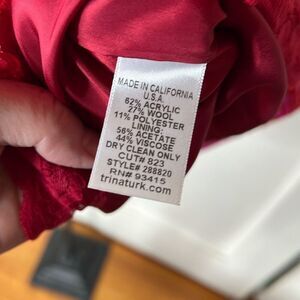 MADE IN CALIFORNIA
U.S.A.
62% ACRYLIC
27% WOOL
11% POLYESTER
LINING:
56% ACETATE
44% VISCOSE
DRY CLEAN ONLY
CUT# 823
STYLE# 288820
RN# 93415
trinaturk.com